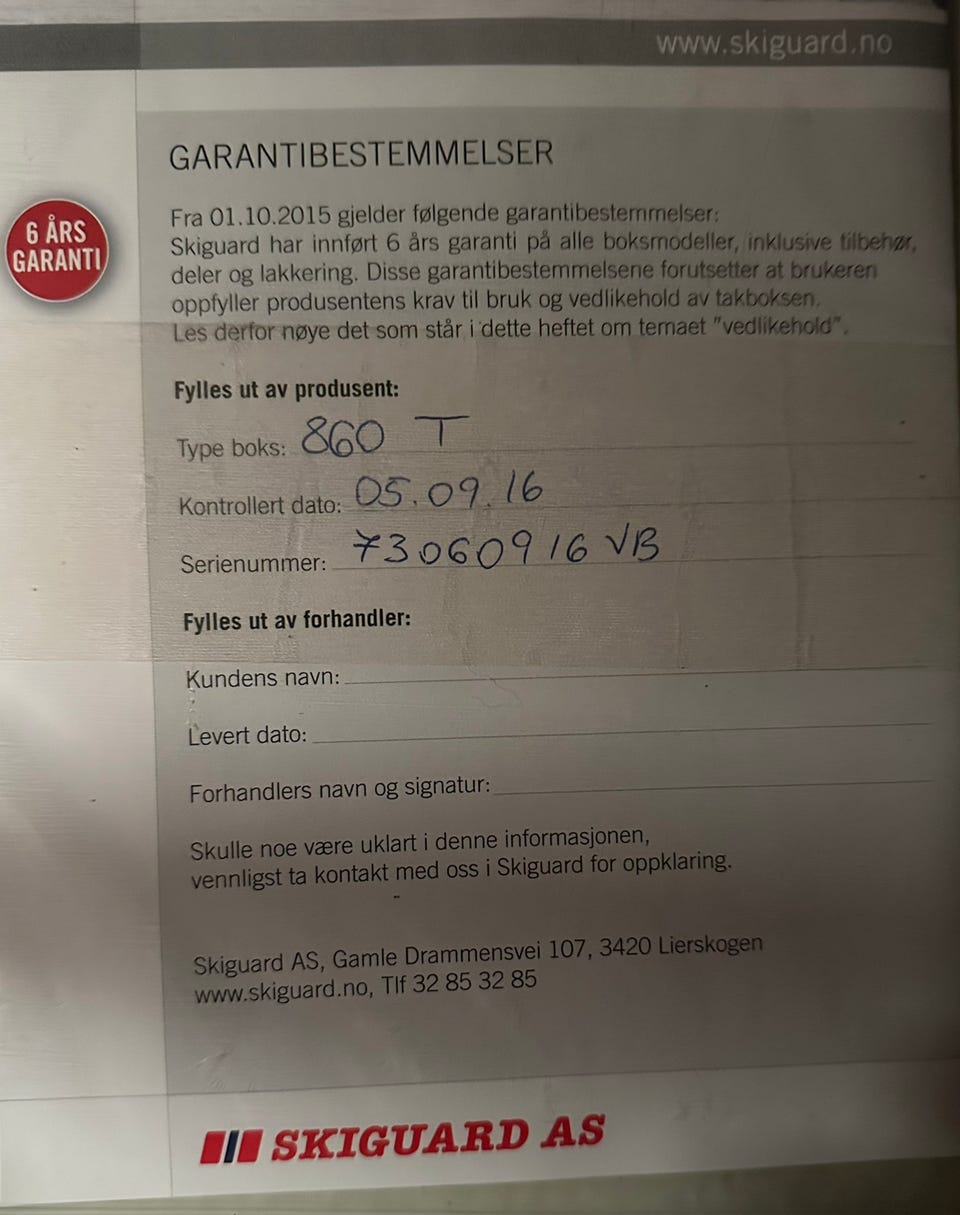 www.skiguard.no
GARANTIBESTEMMELSER
6 ÅRS
GARANTI
Fra 01.10.2015 gjelder følgende garantibestemmelser:
Skiguard har innført 6 års garanti på alle boksmodeller, inklusive tilbehør,
deler og lakkering. Disse garantibestemmelsene forutsetter at brukeren
oppfyller produsentens krav til bruk og vedlikehold av takboksen.
Les derfor nøye det som står i dette heftet om temaet "vedlikehold".
Fylles ut av produsent:
Type boks: 860 T
Kontrollert dato: 05.09.16
Serienummer: 73060916 VB
Fylles ut av forhandler:
Kundens navn:
Levert dato:
Forhandlers navn og signatur:
Skulle noe være uklart i denne informasjonen,
vennligst ta kontakt med oss i Skiguard for oppklaring.
Skiguard AS, Gamle Drammensvei 107, 3420 Lierskogen
www.skiguard.no, Tlf 32 85 32 85
SKIGUARD AS